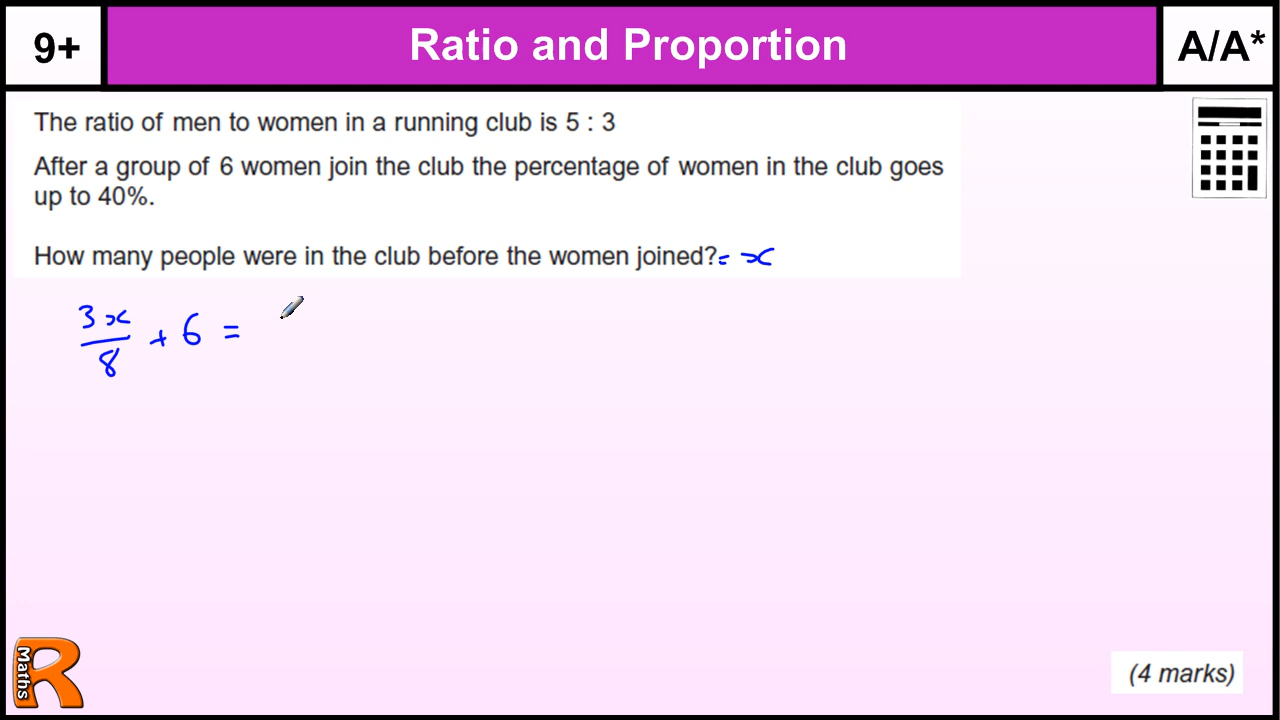 9+
Ratio and Proportion
A/A*
The ratio of men to women in a running club is 5 : 3
After a group of 6 women join the club the percentage of women in the club goes
up to 40%.
How many people were in the club before the women joined? = x
3x/8 + 6 =
R Maths
(4 marks)